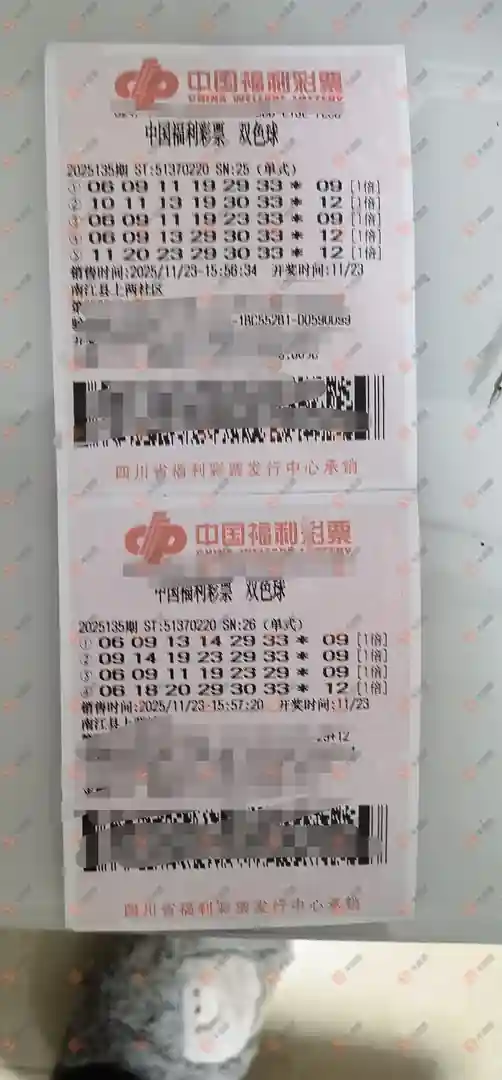 中国福利彩票
CHINA WELFARE LOTTERY
中国福利彩票 双色球
2025135期 ST:51370220 SN:25 (单式)
① 06 09 11 19 29 33 * 09 [1倍]
② 10 11 13 19 30 33 * 12 [1倍]
③ 06 09 11 19 23 33 * 09 [1倍]
④ 06 09 13 29 30 33 * 12 [1倍]
⑤ 11 20 23 29 30 33 * 12 [1倍]
销售时间:2025/11/23-15:56:34 开奖时间:11/23
南江县上两社区
四川省福利彩票发行中心承销
中国福利彩票
中国福利彩票 双色球
2025135期 ST:51370220 SN:26 (单式)
① 06 09 13 14 29 33 * 09 [1倍]
② 09 14 19 23 29 33 * 09 [1倍]
③ 06 09 11 19 23 29 * 09 [1倍]
④ 06 18 20 29 30 33 * 12 [1倍]
销售时间:2025/11/23-15:57:20 开奖时间:11/23
南江县上
四川省福利彩票发行中心承销